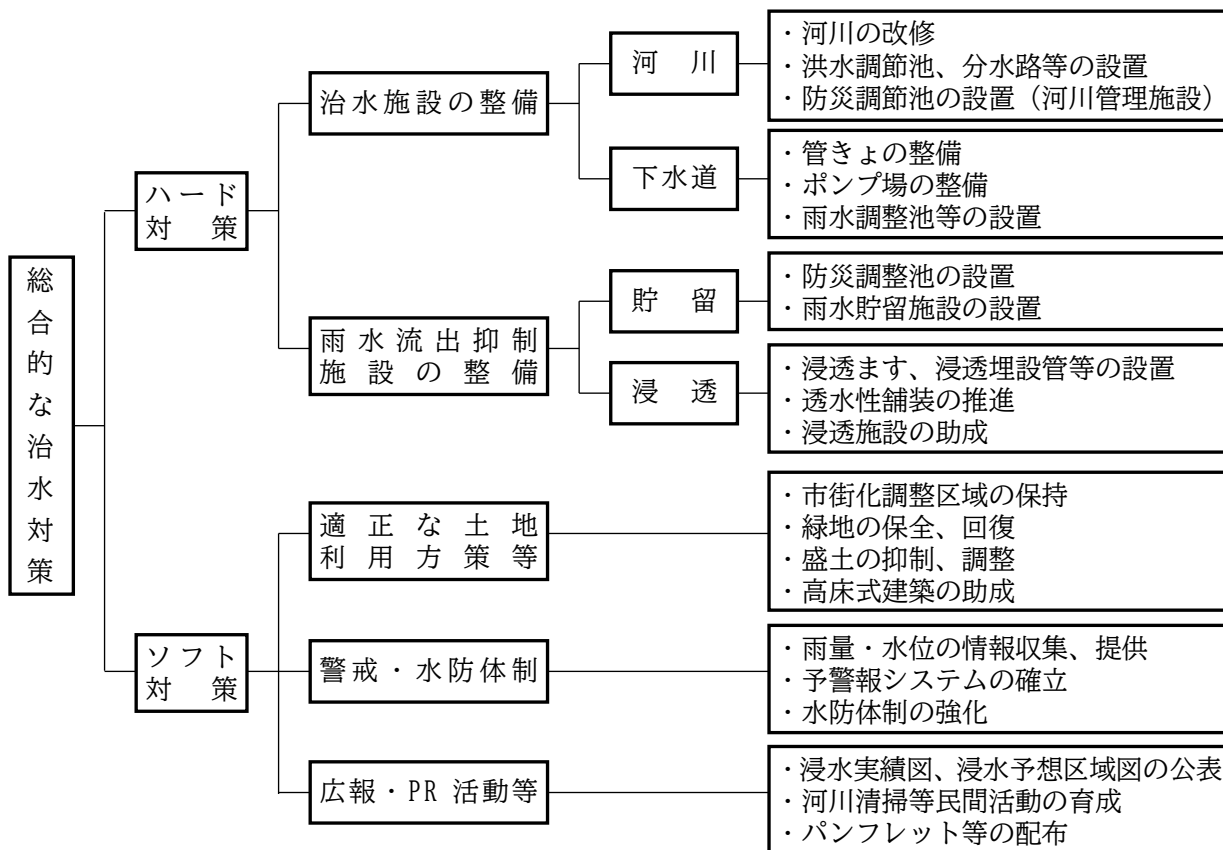 総合的な治水対策
ハード
対策
治水施設の整備
河川
・河川の改修
・洪水調節池、分水路等の設置
・防災調節池の設置（河川管理施設）
下水道
・管きょの整備
・ポンプ場の整備
・雨水調整池等の設置
雨水流出抑制
施設の整備
貯留
・防災調整池の設置
・雨水貯留施設の設置
浸透
・浸透ます、浸透埋設管等の設置
・透水性舗装の推進
・浸透施設の助成
ソフト
対策
適正な土地
利用方策等
・市街化調整区域の保持
・緑地の保全、回復
・盛土の抑制、調整
・高床式建築の助成
警戒・水防体制
・雨量・水位の情報収集、提供
・予警報システムの確立
・水防体制の強化
広報・PR 活動等
・浸水実績図、浸水予想区域図の公表
・河川清掃等民間活動の育成
・パンフレット等の配布